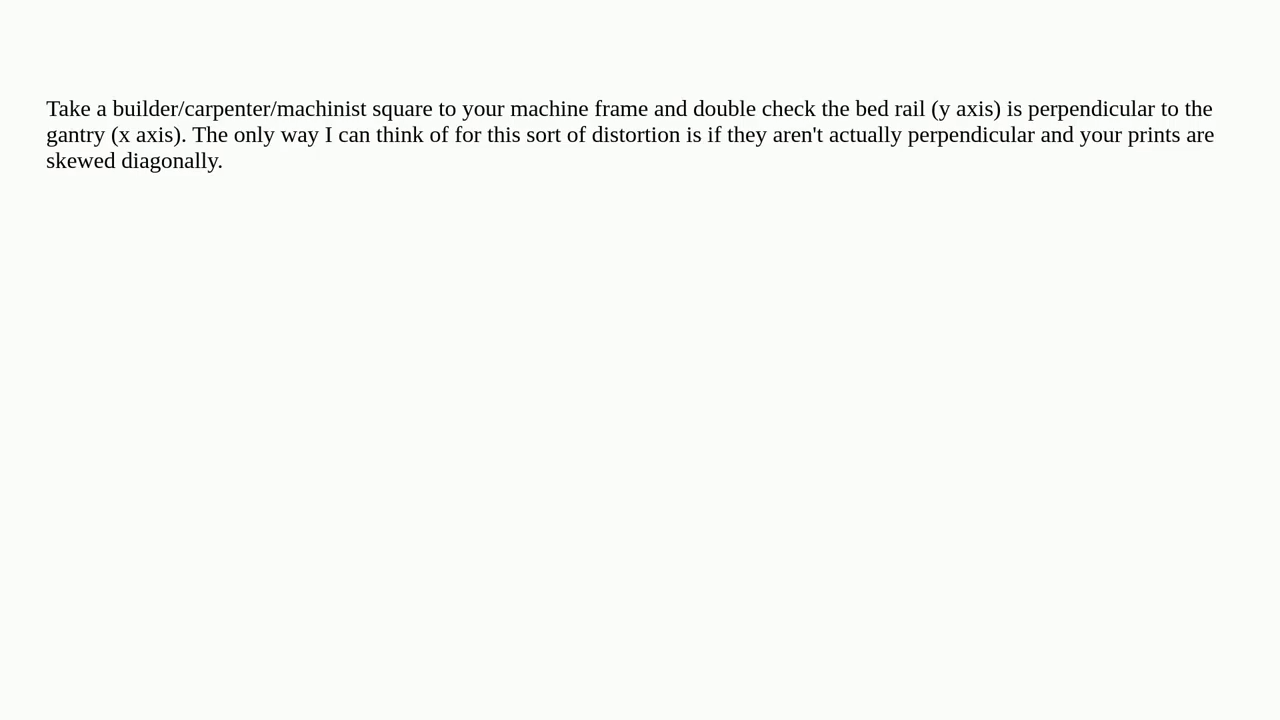 Take a builder/carpenter/machinist square to your machine frame and double check the bed rail (y axis) is perpendicular to the
gantry (x axis). The only way I can think of for this sort of distortion is if they aren't actually perpendicular and your prints are
skewed diagonally.